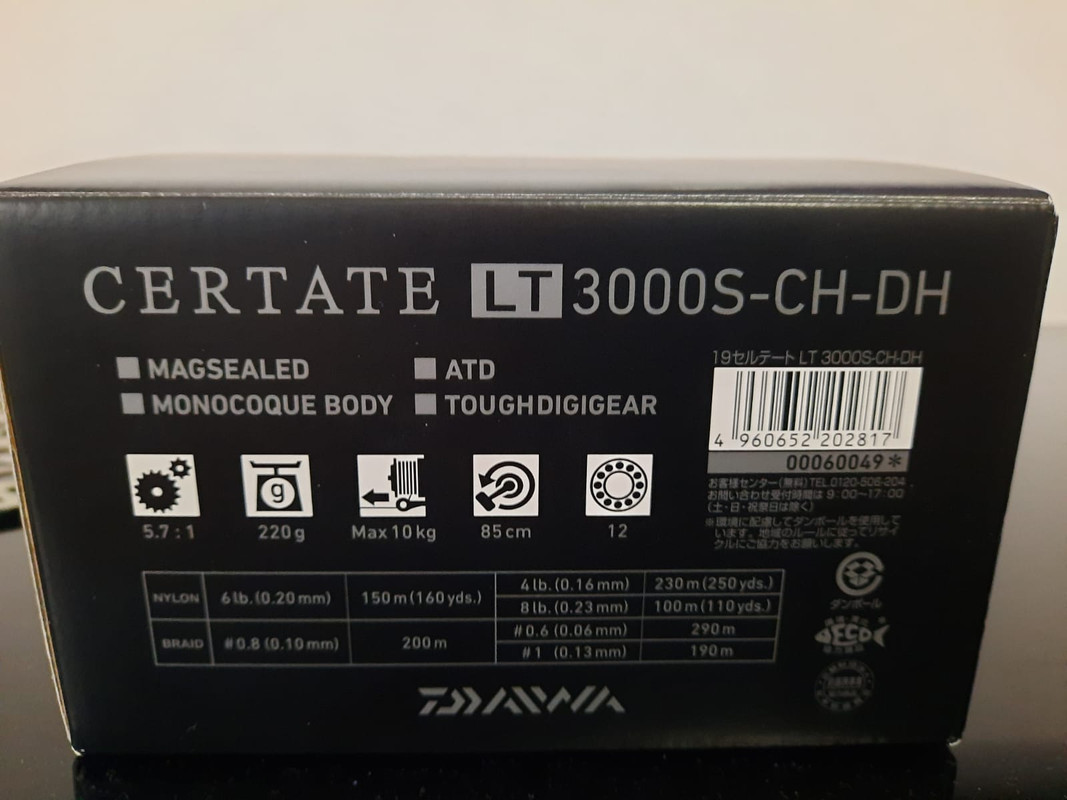 CERTATE LT 3000S-CH-DH
MAGSEALED
ATD
MONOCOQUE BODY
TOUGHDIGIGEAR
19セルテート LT 3000S-CH-DH
4 960652 202817
00060049*
お客様センター(無料)TEL.0120-506-204
お問い合わせ受付時間は 9:00~17:00
(土・日・祝祭日は除く)
※環境に配慮してダンボールを使用して
います。地域のルールに従ってリサイ
クルにご協力をお願いします。
g
5.7:1
220g
Max 10kg
85cm
12
NYLON 6lb.(0.20mm) 150m(160yds.) 4lb.(0.16mm) 230m(250yds.)
8lb.(0.23mm) 100m(110yds.)
BRAID #0.8(0.10mm) 200m #0.6(0.06mm) 290m
#1 (0.13mm) 190m
ダンボール
ECO
DAIWA